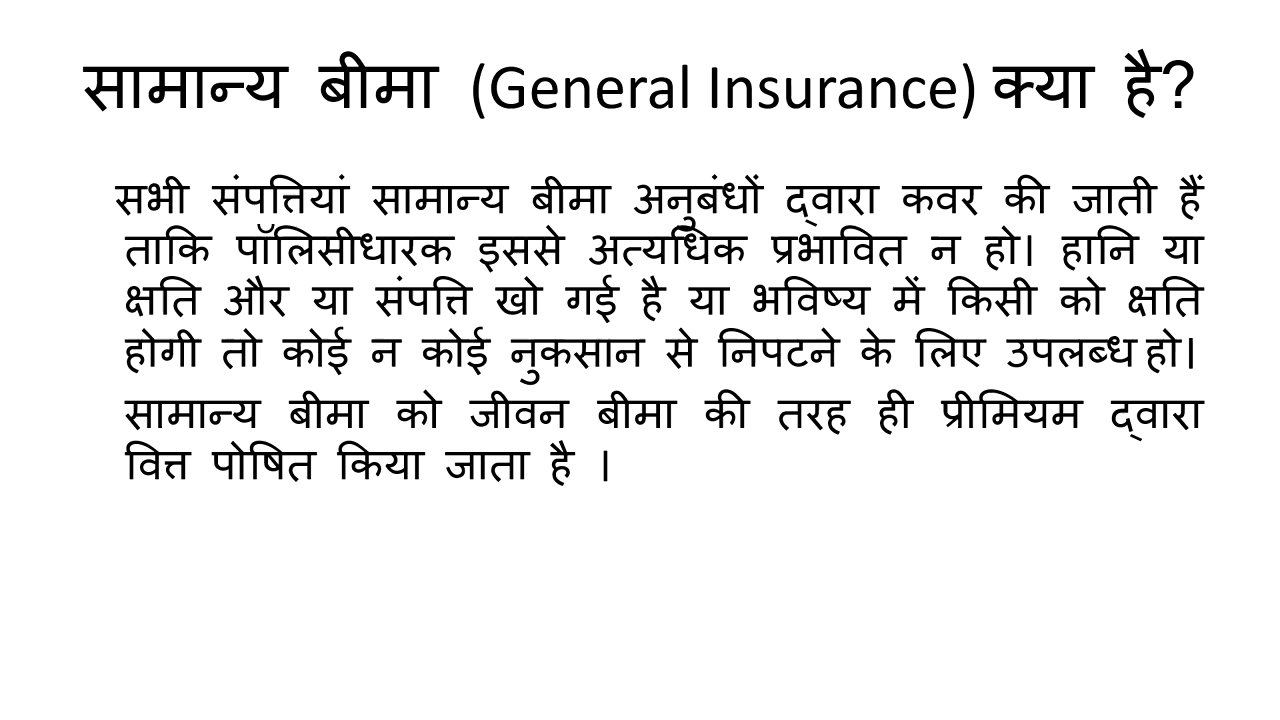 सामान्य बीमा (General Insurance) क्या है?
सभी संपत्तियां सामान्य बीमा अनुबंधों द्वारा कवर की जाती हैं
ताकि पॉलिसीधारक इससे अत्यधिक प्रभावित न हो। हानि या
क्षति और या संपत्ति खो गई है या भविष्य में किसी को क्षति
होगी तो कोई न कोई नुकसान से निपटने के लिए उपलब्ध हो।
सामान्य बीमा को जीवन बीमा की तरह ही प्रीमियम द्वारा
वित्त पोषित किया जाता है ।